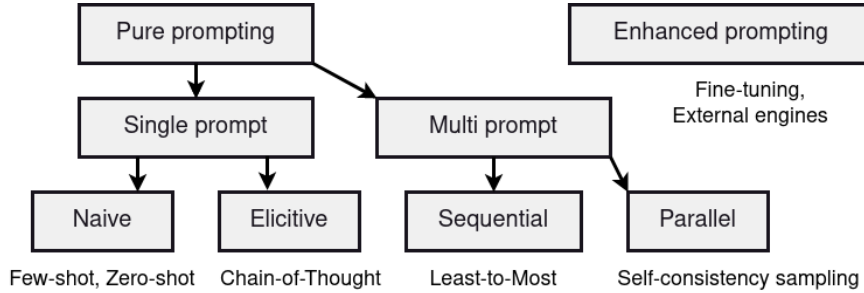 Pure prompting
Enhanced prompting
Fine-tuning,
External engines
Single prompt
Multi prompt
Naive
Elicitive
Sequential
Parallel
Few-shot, Zero-shot
Chain-of-Thought
Least-to-Most
Self-consistency sampling